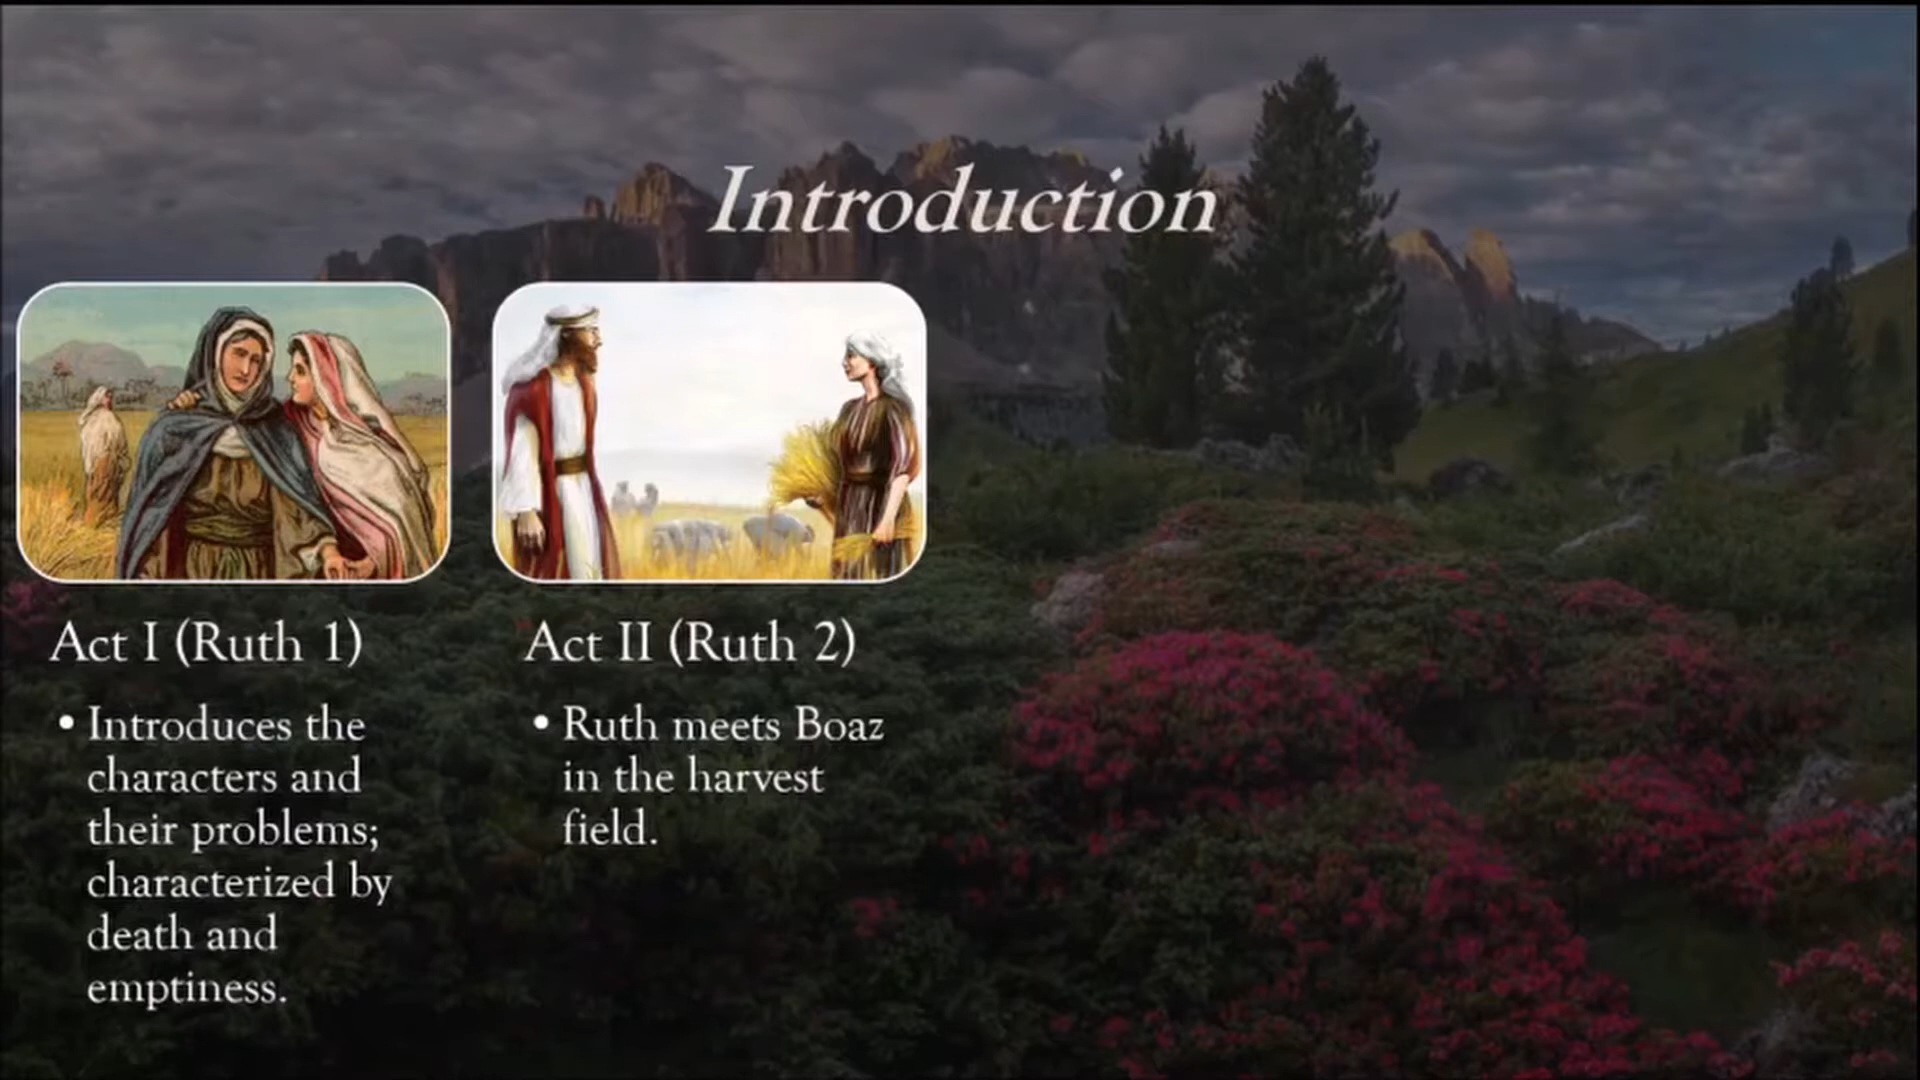 Introduction
Act I (Ruth 1)
• Introduces the
characters and
their problems;
characterized by
death and
emptiness.
Act II (Ruth 2)
• Ruth meets Boaz
in the harvest
field.